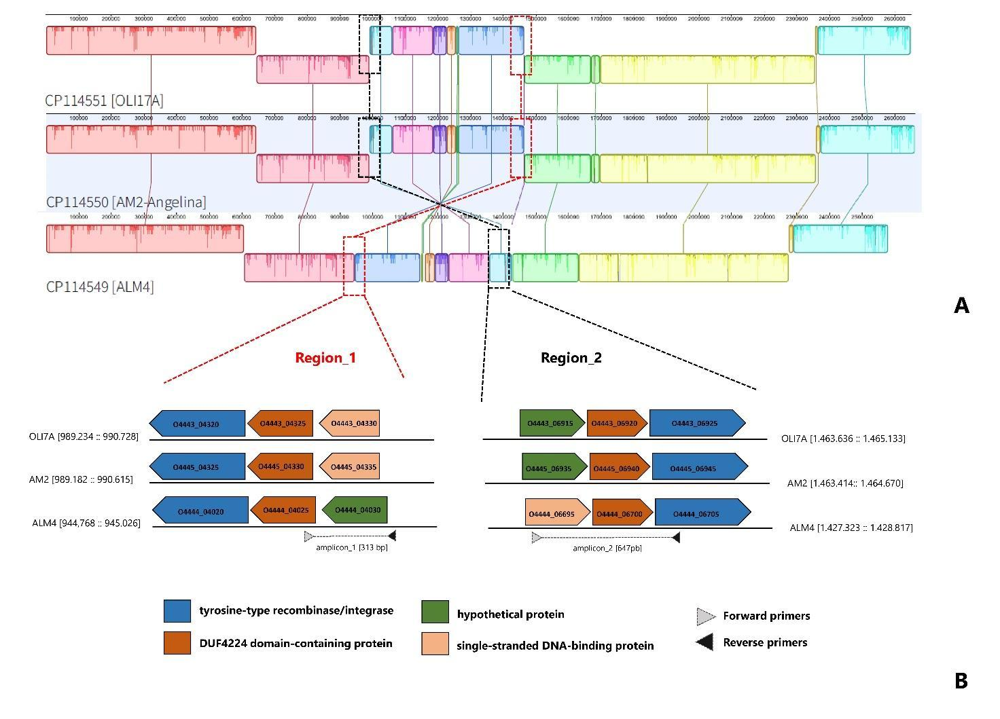 100000 200000 300000 400000 500000 600000 700000 800000 900000 1000000 1100000 1200000 1300000 1400000 1500000 1600000 1700000 1800000 1900000 2000000 2100000 2200000 2300000 2400000 2500000 2600000
CP114551 [OLI17A]
100000 200000 300000 400000 500000 600000 700000 800000 900000 1000000 1100000 1200000 1300000 1400000 1500000 1600000 1700000 1800000 1900000 2000000 2100000 2200000 2300000 2400000 2500000 2600000
CP114550 [AM2-Angelina]
100000 200000 300000 400000 500000 600000 700000 800000 900000 1000000 1100000 1200000 1300000 1400000 1500000 1600000 1700000 1800000 1900000 2000000 2100000 2200000 2300000 2400000 2500000
CP114549 [ALM4]
A
Region_1 Region_2
O4443_04320 O4443_04325 O4443_04330 O4443_06915 O4443_06920 O4443_06925
OLI7A [989.234 :: 990.728] OLI7A [1.463.636 :: 1.465.133]
O4445_04325 O4445_04330 O4445_04335 O4445_06935 O4445_06940 O4445_06945
AM2 [989.182 :: 990.615] AM2 [1.463.414:: 1.464.670]
O4444_04020 O4444_04025 O4444_04030 O4444_06695 O4444_06700 O4444_06705
ALM4 [944,768 :: 945.026] ALM4 [1.427.323 :: 1.428.817]
amplicon_1 [313 bp] amplicon_2 [647pb]
tyrosine-type recombinase/integrase hypothetical protein Forward primers
DUF4224 domain-containing protein single-stranded DNA-binding protein Reverse primers
B